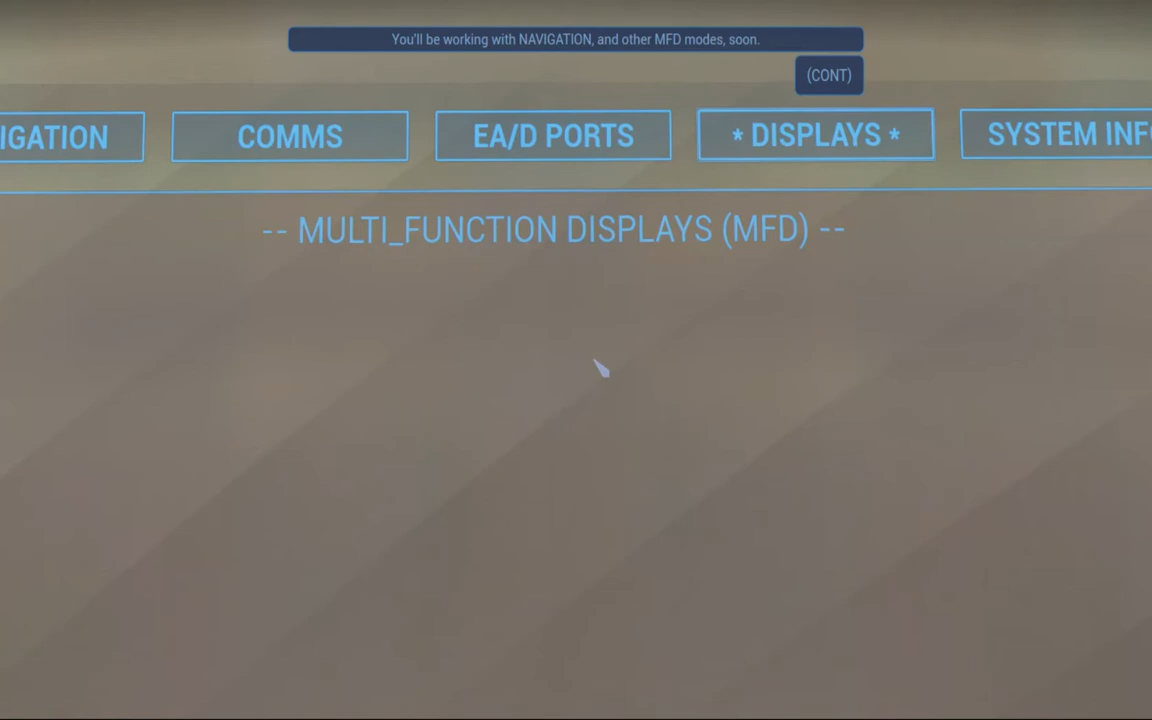 You'll be working with NAVIGATION, and other MFD modes, soon.
(CONT)
IGATION COMMS EA/D PORTS * DISPLAYS * SYSTEM INFO
-- MULTI_FUNCTION DISPLAYS (MFD) --